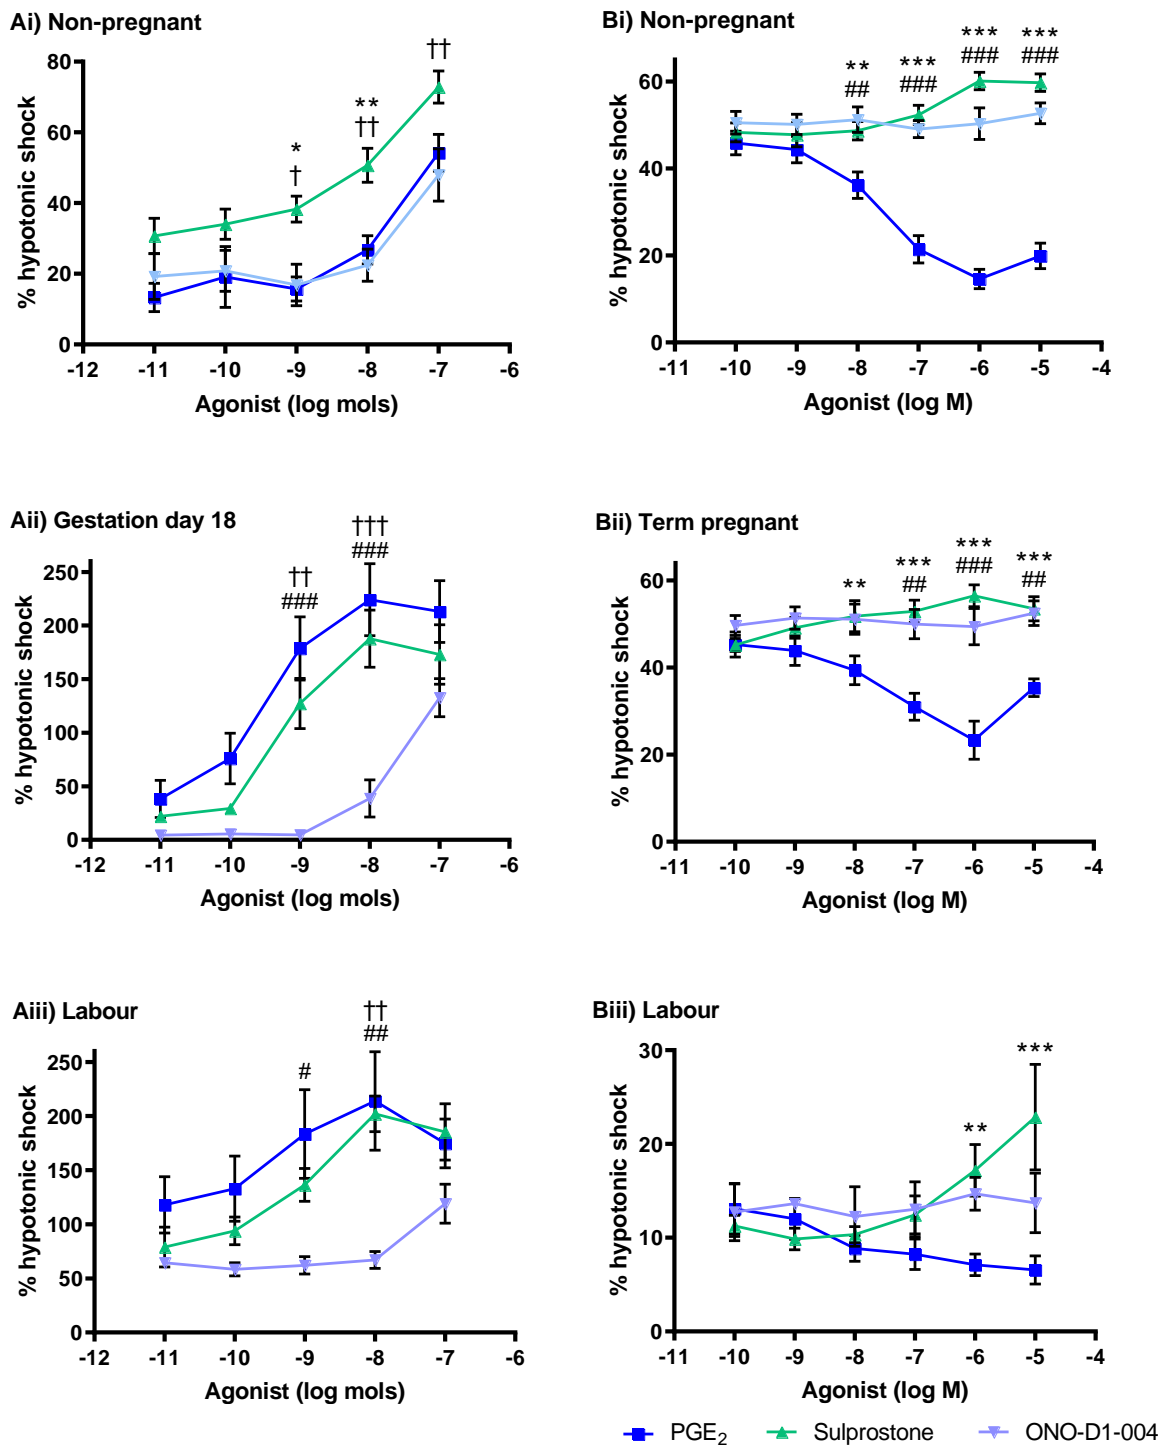 Ai) Non-pregnant
††
80
**
††
*
†
60
40
20
0
% hypotonic shock
-12 -11 -10 -9 -8 -7 -6
Agonist (log mols)
Bi) Non-pregnant
** *** *** ***
## ### ### ###
60
40
20
0
% hypotonic shock
-11 -10 -9 -8 -7 -6 -5 -4
Agonist (log M)
Aii) Gestation day 18
†† †††
### ###
250
200
150
100
50
0
% hypotonic shock
-12 -11 -10 -9 -8 -7 -6
Agonist (log mols)
Bii) Term pregnant
** *** *** ***
## ### ##
60
40
20
0
% hypotonic shock
-11 -10 -9 -8 -7 -6 -5 -4
Agonist (log M)
Aiii) Labour
††
# ##
250
200
150
100
50
0
% hypotonic shock
-12 -11 -10 -9 -8 -7 -6
Agonist (log mols)
Biii) Labour
** ***
30
20
10
0
% hypotonic shock
-11 -10 -9 -8 -7 -6 -5 -4
Agonist (log M)
PGE₂ Sulprostone ONO-D1-004